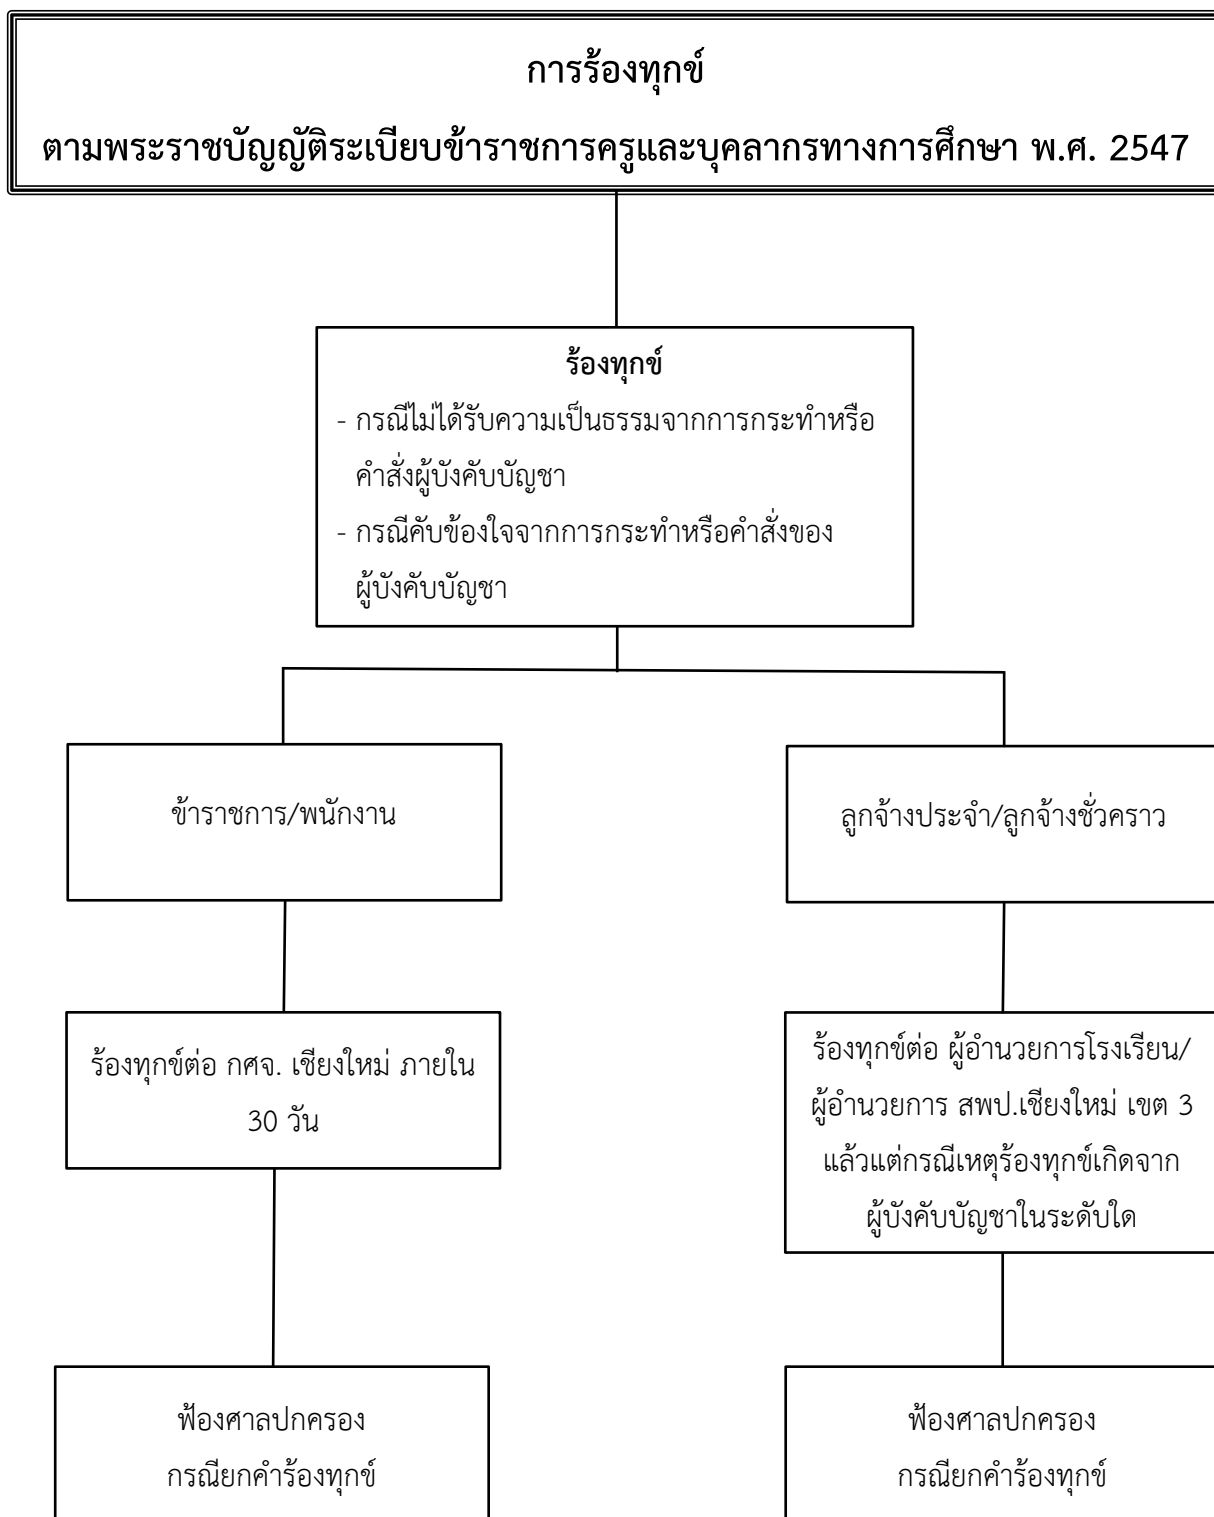 การร้องทุกข์
ตามพระราชบัญญัติระเบียบข้าราชการครูและบุคลากรทางการศึกษา พ.ศ. 2547
ร้องทุกข์
- กรณีไม่ได้รับความเป็นธรรมจากการกระทำหรือ
คำสั่งผู้บังคับบัญชา
- กรณีคับข้องใจจากการกระทำหรือคำสั่งของ
ผู้บังคับบัญชา
ข้าราชการ/พนักงาน
ลูกจ้างประจำ/ลูกจ้างชั่วคราว
ร้องทุกข์ต่อ กศจ. เชียงใหม่ ภายใน
30 วัน
ร้องทุกข์ต่อ ผู้อำนวยการโรงเรียน/
ผู้อำนวยการ สพป.เชียงใหม่ เขต 3
แล้วแต่กรณีเหตุร้องทุกข์เกิดจาก
ผู้บังคับบัญชาในระดับใด
ฟ้องศาลปกครอง
กรณียกคำร้องทุกข์
ฟ้องศาลปกครอง
กรณียกคำร้องทุกข์